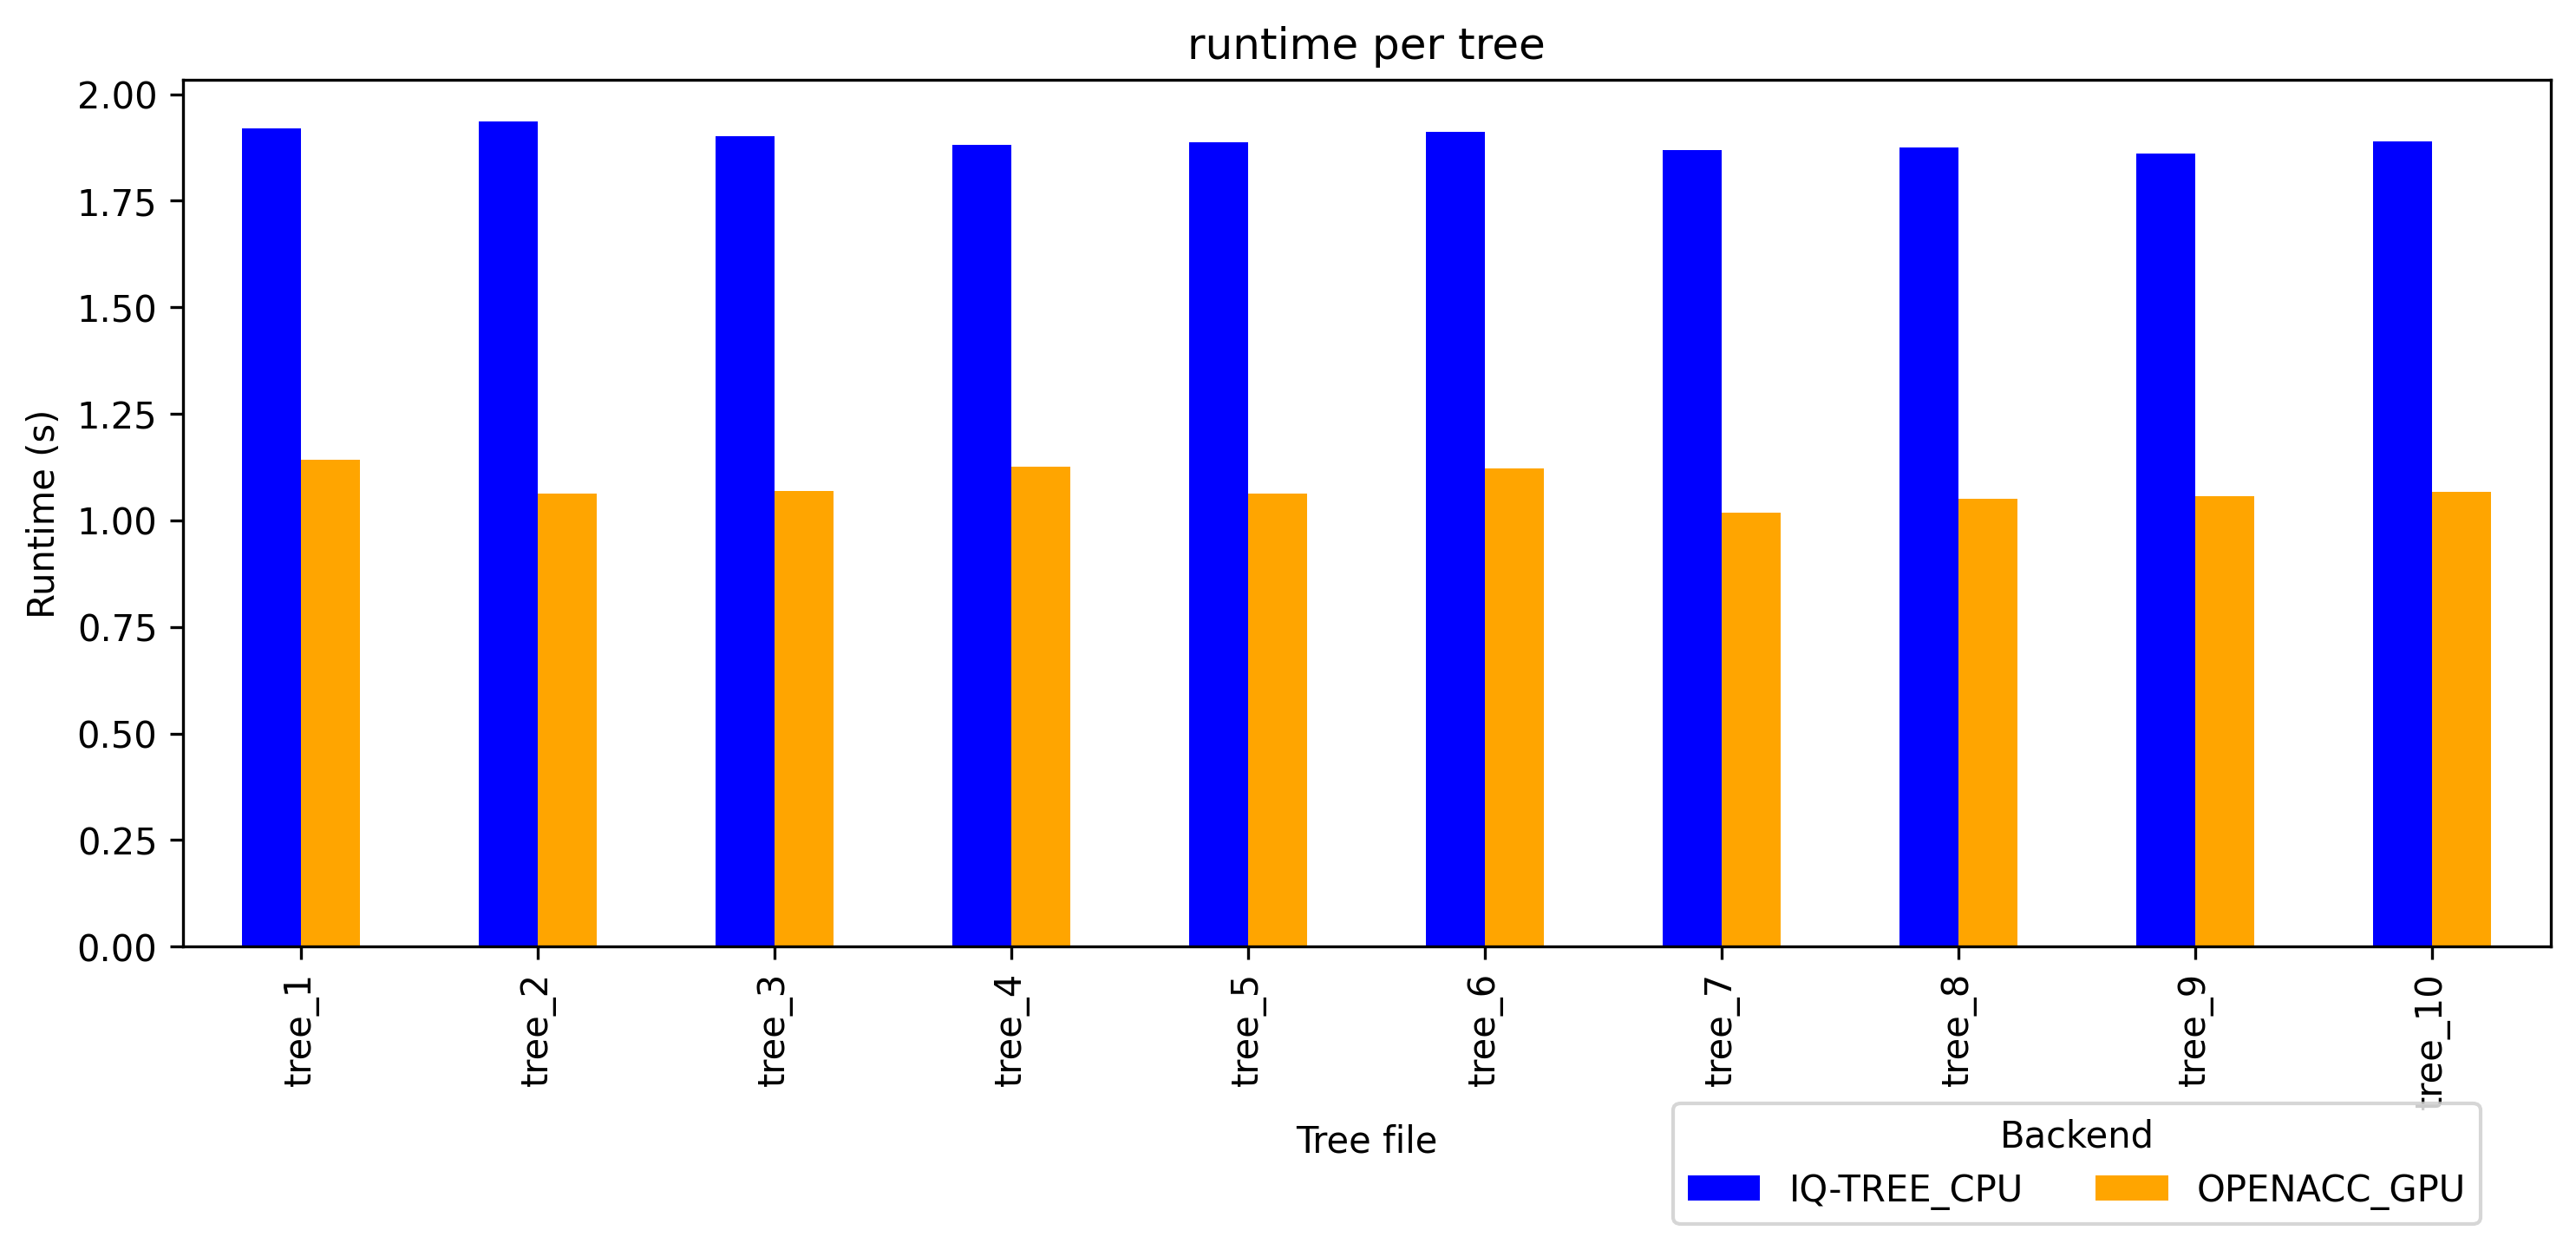 runtime per tree
2.00
1.75
1.50
1.25
1.00
0.75
0.50
0.25
0.00
Runtime (s)
tree_1
tree_2
tree_3
tree_4
tree_5
tree_6
tree_7
tree_8
tree_9
tree_10
Tree file
Backend
IQ-TREE_CPU
OPENACC_GPU